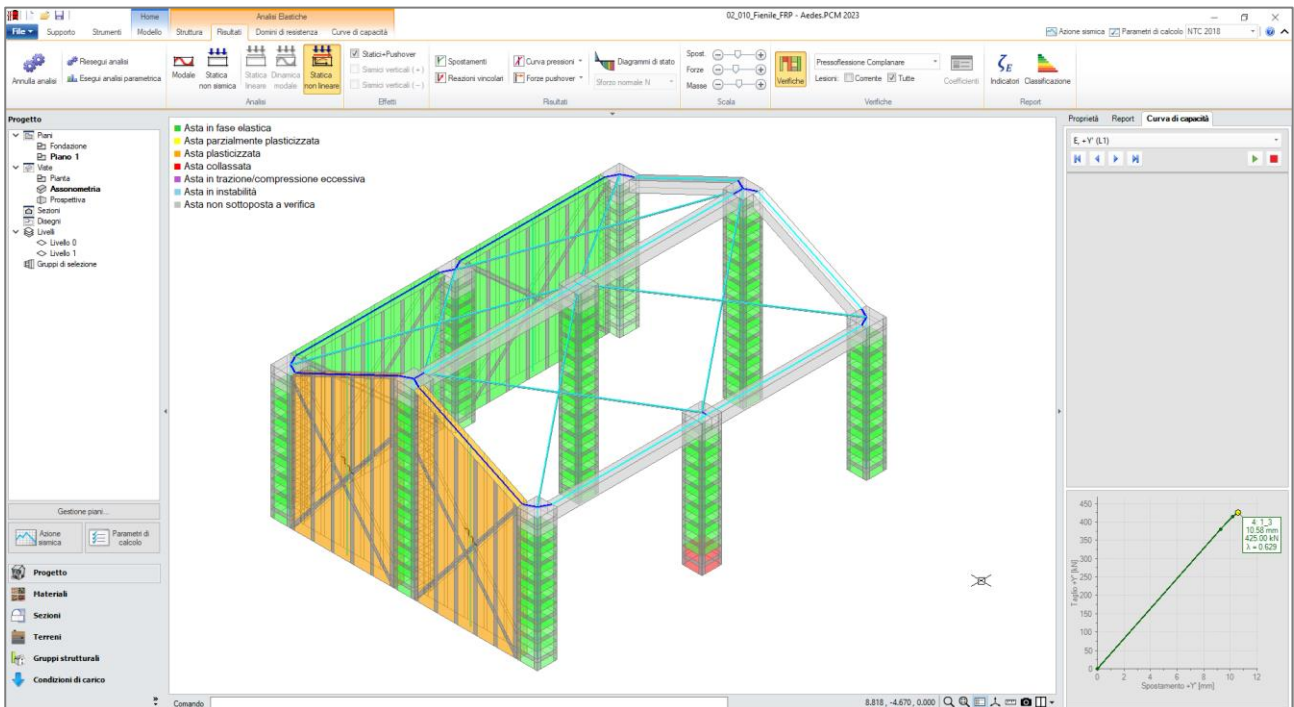 02_010_Fienile_FRP - Aedes.PCM 2023
Home
Analisi Elastiche
File
Supporto
Strumenti
Modello
Struttura
Risultati
Domini di resistenza
Curve di capacità
Azione sismica
Parametri di calcolo
NTC 2018
Annulla analisi
Riesegui analisi
Esegui analisi parametrica
Modale
Statica non sismica
Statica lineare
Dinamica modale
Statica non lineare
Analisi
Statici+Pushover
Sismici verticali (+)
Sismici verticali (−)
Effetti
Spostamenti
Reazioni vincolari
Curva pressioni
Forze pushover
Diagrammi di stato
Sforzo normale N
Risultati
Spost.
Forze
Masse
Scala
Verifiche
Pressoflessione Complanare
Lesioni:
Corrente
Tutte
Coefficienti
Verifiche
ζE
Indicatori
Classificazione
Report
Progetto
Piani
Fondazione
Piano 1
Viste
Pianta
Assonometria
Prospettiva
Sezioni
Disegni
Livelli
Livello 0
Livello 1
Gruppi di selezione
Gestione piani...
Azione sismica
Parametri di calcolo
Progetto
Materiali
Sezioni
Terreni
Gruppi strutturali
Condizioni di carico
Asta in fase elastica
Asta parzialmente plasticizzata
Asta plasticizzata
Asta collassata
Asta in trazione/compressione eccessiva
Asta in instabilità
Asta non sottoposta a verifica
Comando
8.818 , -4.670 , 0.000
Proprietà
Report
Curva di capacità
E, +Y' (L1)
450
400
350
300
250
200
150
100
50
0
Taglio +Y' [kN]
4: 1_3
10.58 mm
425.00 kN
λ = 0.629
0 2 4 6 8 10 12
Spostamento +Y' [mm]